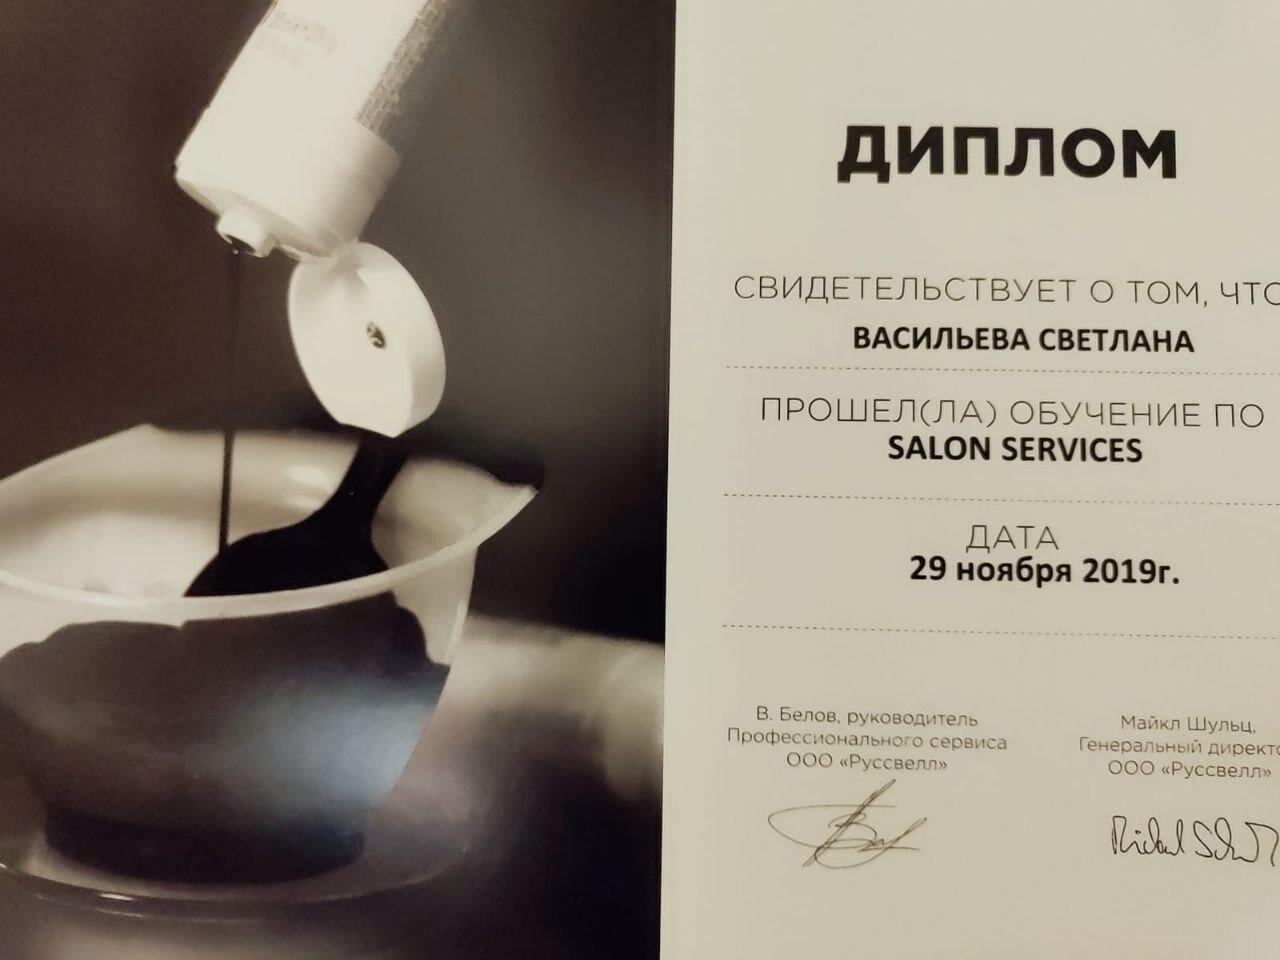 ДИПЛОМ
СВИДЕТЕЛЬСТВУЕТ О ТОМ, ЧТО
ВАСИЛЬЕВА СВЕТЛАНА
ПРОШЕЛ(ЛА) ОБУЧЕНИЕ ПО
SALON SERVICES
ДАТА
29 ноября 2019г.
В. Белов, руководитель
Профессионального сервиса
ООО «Руссвелл»
Майкл Шульц,
Генеральный директо
ООО «Руссвелл»